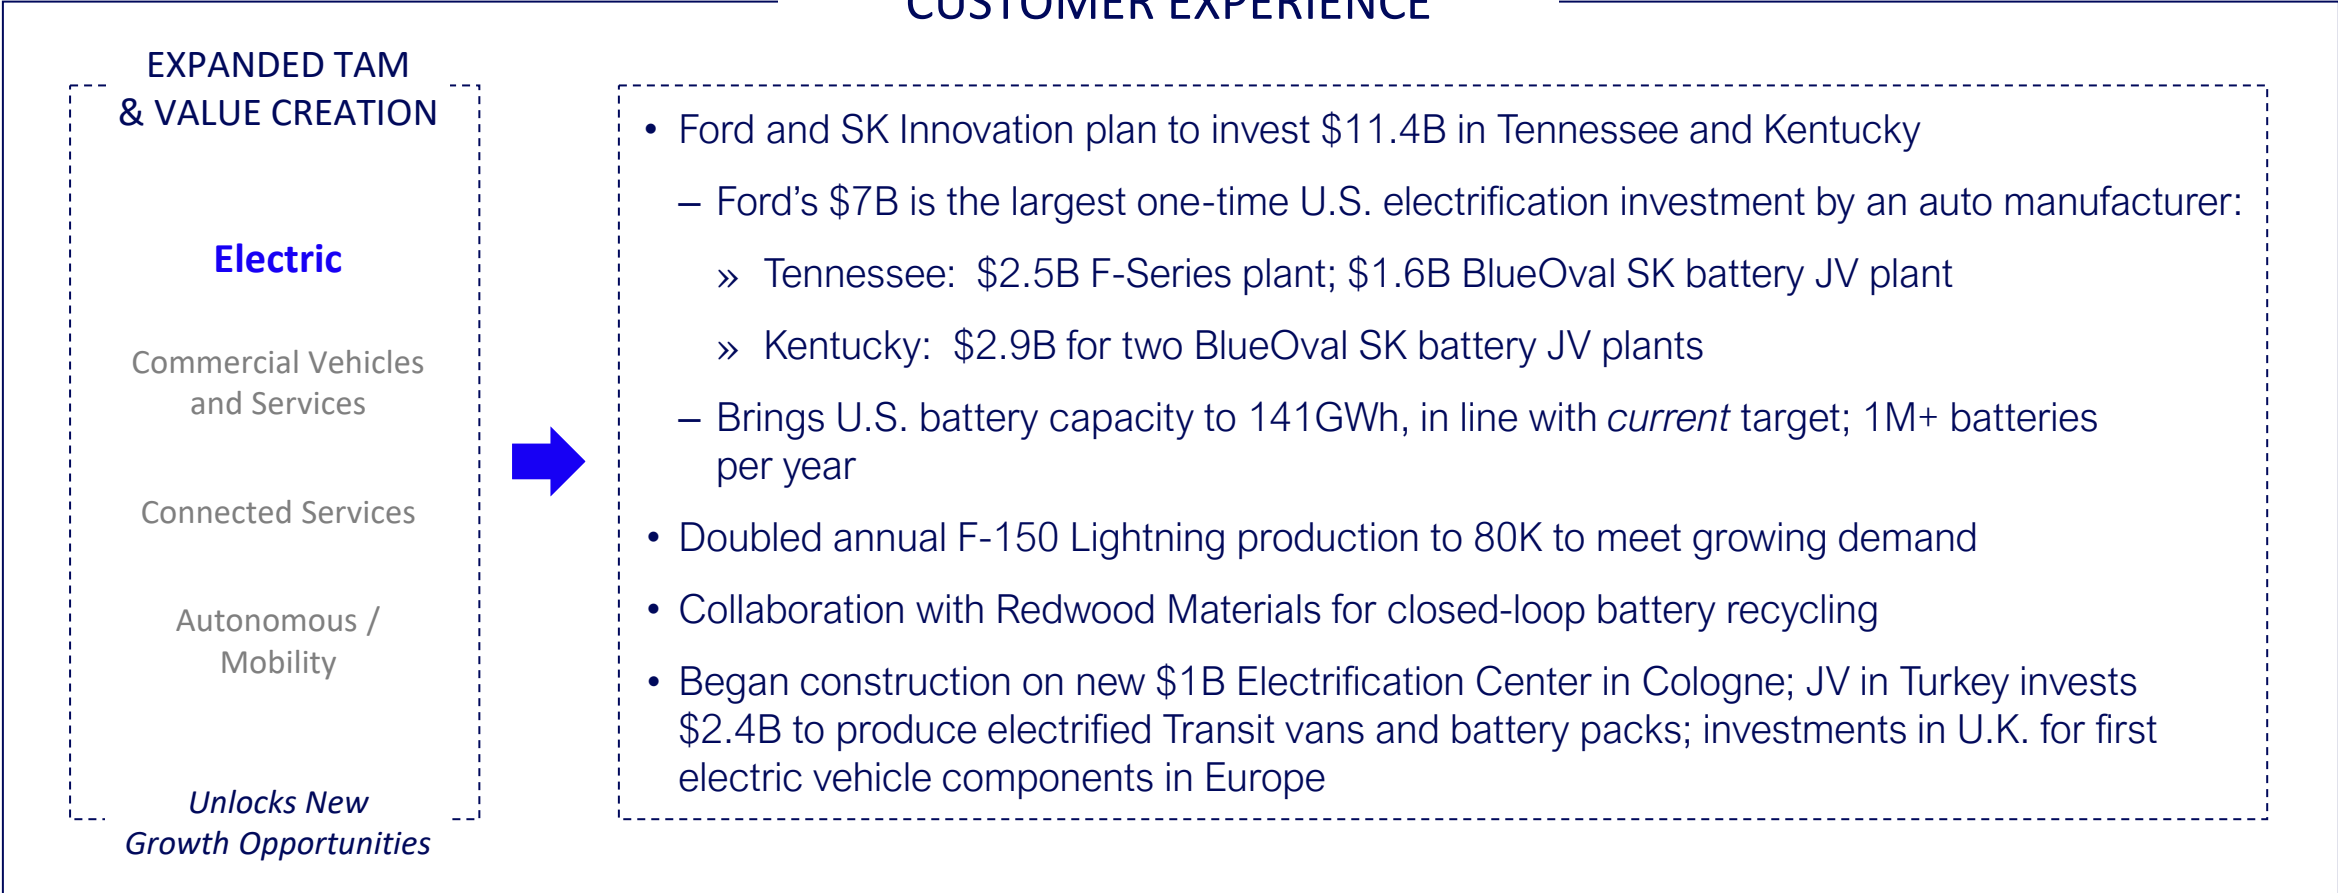 CUSTOMER EXPERIENCE
EXPANDED TAM
& VALUE CREATION
Electric
Commercial Vehicles
and Services
Connected Services
Autonomous /
Mobility
Unlocks New
Growth Opportunities
• Ford and SK Innovation plan to invest $11.4B in Tennessee and Kentucky
– Ford’s $7B is the largest one-time U.S. electrification investment by an auto manufacturer:
» Tennessee: $2.5B F-Series plant; $1.6B BlueOval SK battery JV plant
» Kentucky: $2.9B for two BlueOval SK battery JV plants
– Brings U.S. battery capacity to 141GWh, in line with current target; 1M+ batteries
per year
• Doubled annual F-150 Lightning production to 80K to meet growing demand
• Collaboration with Redwood Materials for closed-loop battery recycling
• Began construction on new $1B Electrification Center in Cologne; JV in Turkey invests
$2.4B to produce electrified Transit vans and battery packs; investments in U.K. for first
electric vehicle components in Europe